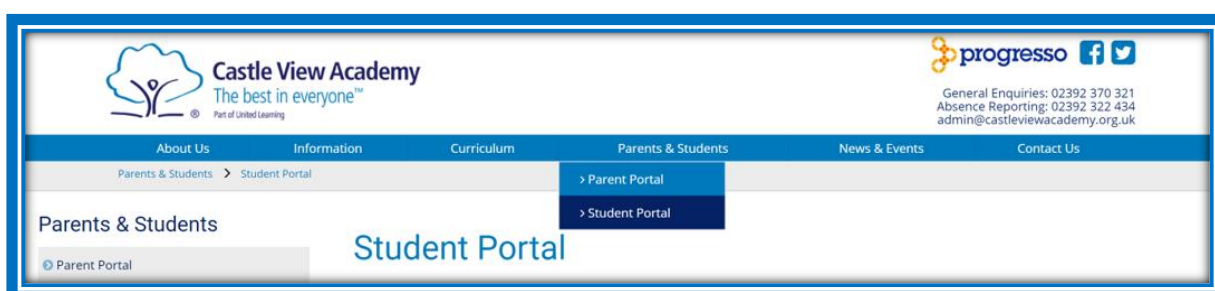 Castle View Academy
The best in everyone™
® Part of United Learning
progresso
General Enquiries: 02392 370 321
Absence Reporting: 02392 322 434
admin@castleviewacademy.org.uk
About Us Information Curriculum Parents & Students News & Events Contact Us
Parents & Students > Student Portal
> Parent Portal
> Student Portal
Parents & Students
Student Portal
Parent Portal